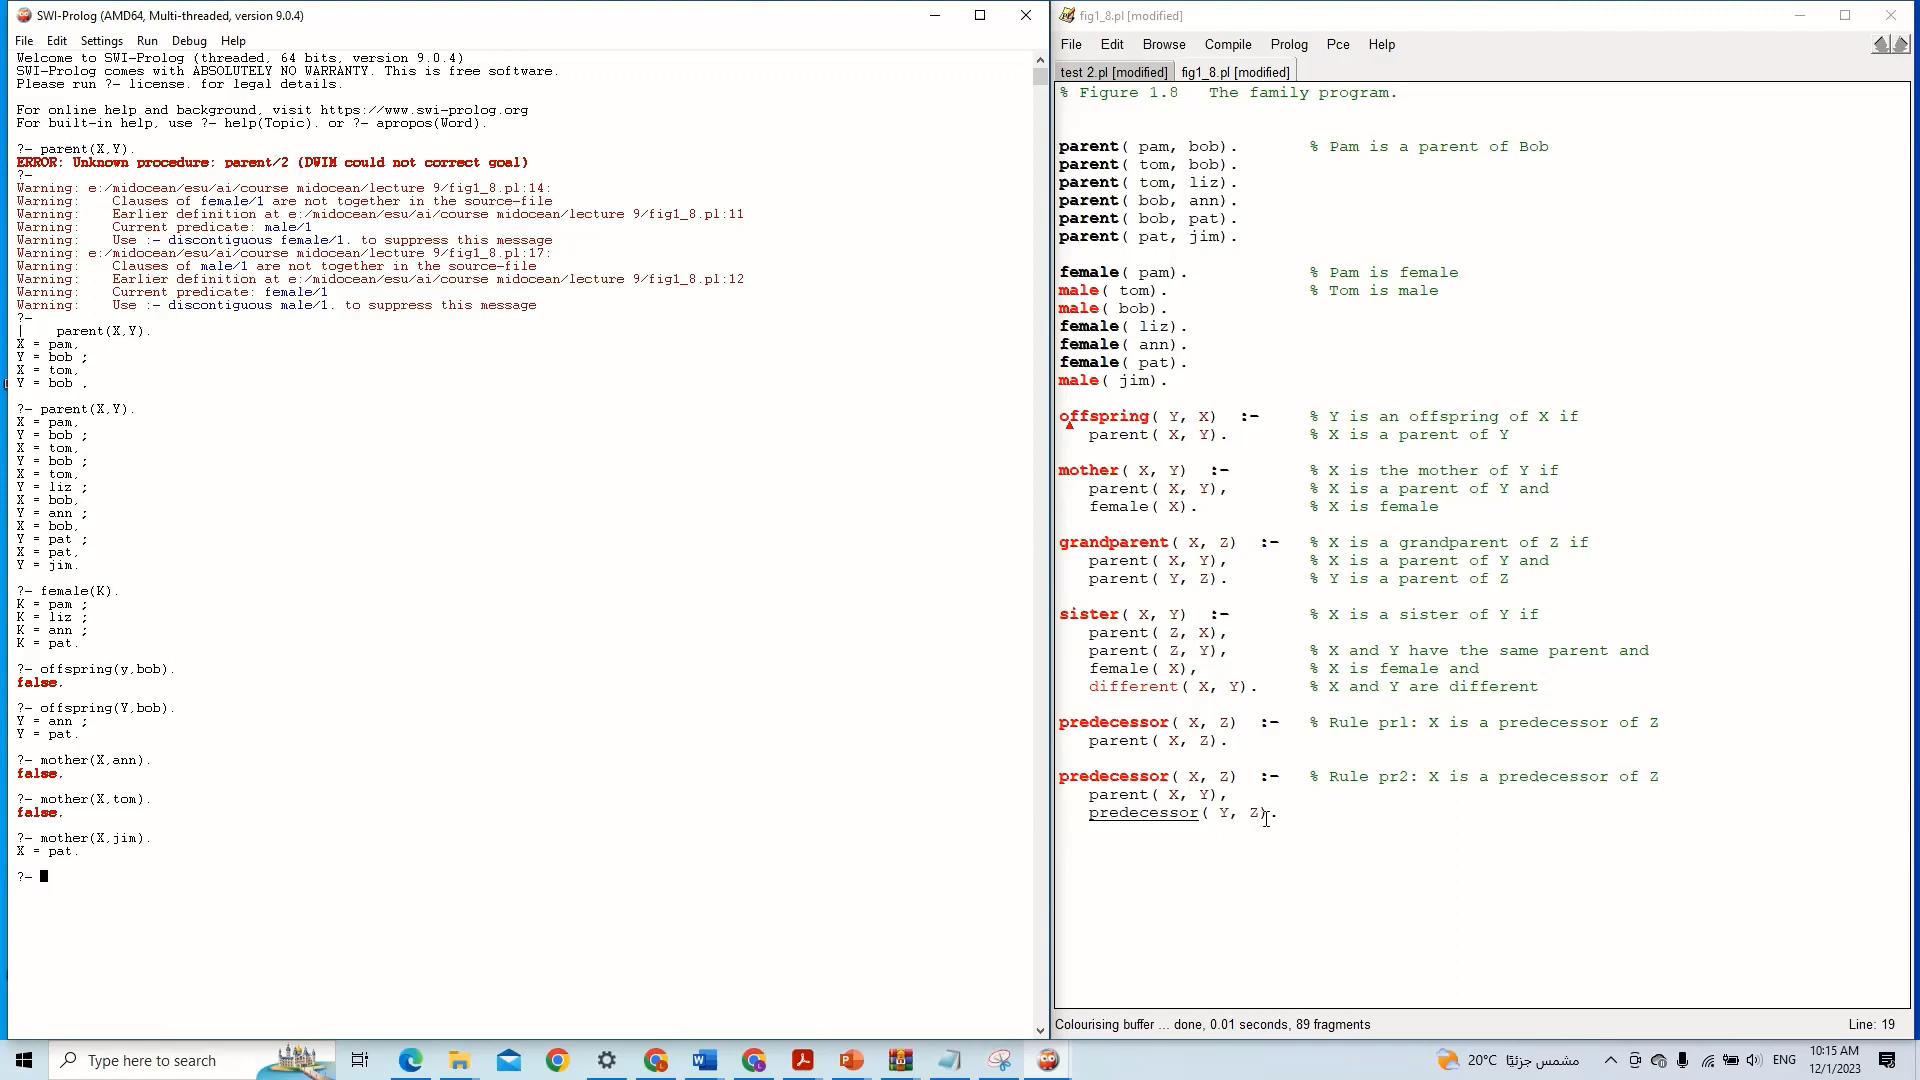 SWI-Prolog (AMD64, Multi-threaded, version 9.0.4)
File Edit Settings Run Debug Help
Welcome to SWI-Prolog (threaded, 64 bits, version 9.0.4)
SWI-Prolog comes with ABSOLUTELY NO WARRANTY. This is free software.
Please run ?- license. for legal details.
For online help and background, visit https://www.swi-prolog.org
For built-in help, use ?- help(Topic). or ?- apropos(Word).
?- parent(X,Y).
ERROR: Unknown procedure: parent/2 (DWIM could not correct goal)
?-
Warning: e:/midocean/esu/ai/course midocean/lecture 9/fig1_8.pl:14:
Warning:    Clauses of female/1 are not together in the source-file
Warning:    Earlier definition at e:/midocean/esu/ai/course midocean/lecture 9/fig1_8.pl:11
Warning:    Current predicate: male/1
Warning:    Use :- discontiguous female/1. to suppress this message
Warning: e:/midocean/esu/ai/course midocean/lecture 9/fig1_8.pl:17:
Warning:    Clauses of male/1 are not together in the source-file
Warning:    Earlier definition at e:/midocean/esu/ai/course midocean/lecture 9/fig1_8.pl:12
Warning:    Current predicate: female/1
Warning:    Use :- discontiguous male/1. to suppress this message
?-
|    parent(X,Y).
X = pam,
Y = bob ;
X = tom,
Y = bob .
?- parent(X,Y).
X = pam,
Y = bob ;
X = tom,
Y = bob ;
X = tom,
Y = liz ;
X = bob,
Y = ann ;
X = bob,
Y = pat ;
X = pat,
Y = jim.
?- female(K).
K = pam ;
K = liz ;
K = ann ;
K = pat.
?- offspring(y,bob).
false.
?- offspring(Y,bob).
Y = ann ;
Y = pat.
?- mother(X,ann).
false.
?- mother(X,tom).
false.
?- mother(X,jim).
X = pat.
?-
fig1_8.pl [modified]
File Edit Browse Compile Prolog Pce Help
test 2.pl [modified] fig1_8.pl [modified]
% Figure 1.8   The family program.
parent( pam, bob).       % Pam is a parent of Bob
parent( tom, bob).
parent( tom, liz).
parent( bob, ann).
parent( bob, pat).
parent( pat, jim).
female( pam).            % Pam is female
male( tom).              % Tom is male
male( bob).
female( liz).
female( ann).
female( pat).
male( jim).
offspring( Y, X)  :-     % Y is an offspring of X if
parent( X, Y).        % X is a parent of Y
mother( X, Y)  :-        % X is the mother of Y if
parent( X, Y),        % X is a parent of Y and
female( X).           % X is female
grandparent( X, Z)  :-   % X is a grandparent of Z if
parent( X, Y),        % X is a parent of Y and
parent( Y, Z).        % Y is a parent of Z
sister( X, Y)  :-        % X is a sister of Y if
parent( Z, X),
parent( Z, Y),        % X and Y have the same parent and
female( X),           % X is female and
different( X, Y).     % X and Y are different
predecessor( X, Z)  :-   % Rule pr1: X is a predecessor of Z
parent( X, Z).
predecessor( X, Z)  :-   % Rule pr2: X is a predecessor of Z
parent( X, Y),
predecessor( Y, Z).
Colourising buffer ... done, 0.01 seconds, 89 fragments Line: 19
Type here to search
20°C مشمس جزئيًا ENG
10:15 AM
12/1/2023